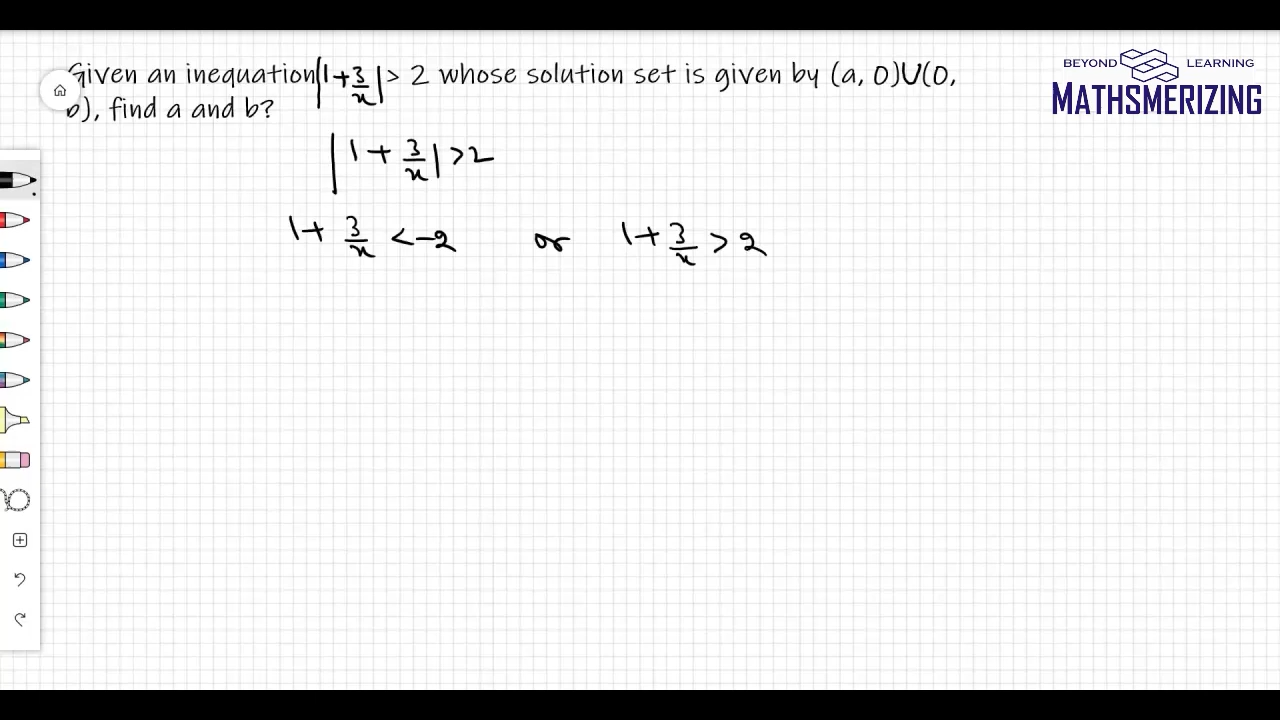 Given an inequation |1+3/x| > 2 whose solution set is given by (a, 0)U(0,
b), find a and b?
|1 + 3/x| > 2
1 + 3/x < -2 or 1 + 3/x > 2
BEYOND LEARNING
MATHSMERIZING